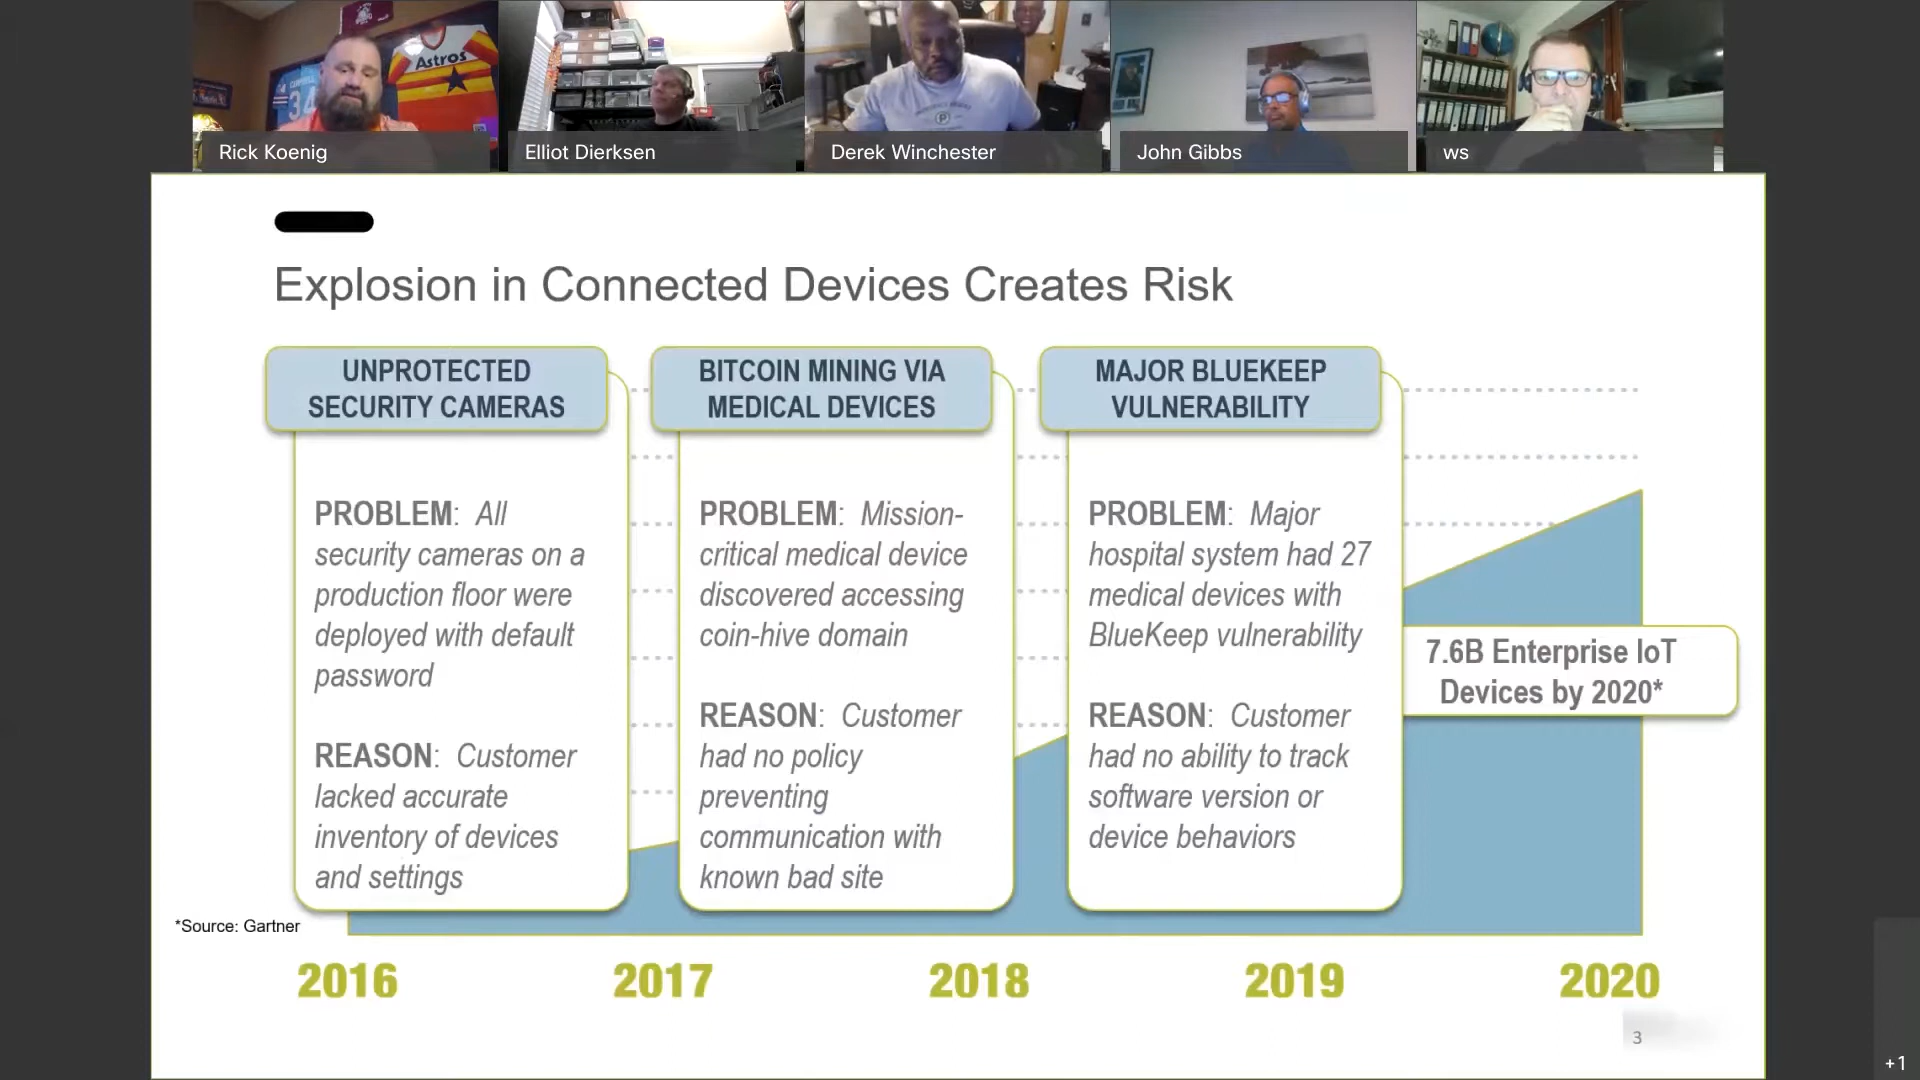 Astros
34
Rick Koenig
Elliot Dierksen
Derek Winchester
John Gibbs
ws
Explosion in Connected Devices Creates Risk
UNPROTECTED
SECURITY CAMERAS
PROBLEM: All
security cameras on a
production floor were
deployed with default
password
REASON: Customer
lacked accurate
inventory of devices
and settings
BITCOIN MINING VIA
MEDICAL DEVICES
PROBLEM: Mission-
critical medical device
discovered accessing
coin-hive domain
REASON: Customer
had no policy
preventing
communication with
known bad site
MAJOR BLUEKEEP
VULNERABILITY
PROBLEM: Major
hospital system had 27
medical devices with
BlueKeep vulnerability
REASON: Customer
had no ability to track
software version or
device behaviors
7.6B Enterprise IoT
Devices by 2020*
*Source: Gartner
2016
2017
2018
2019
2020
3
+1